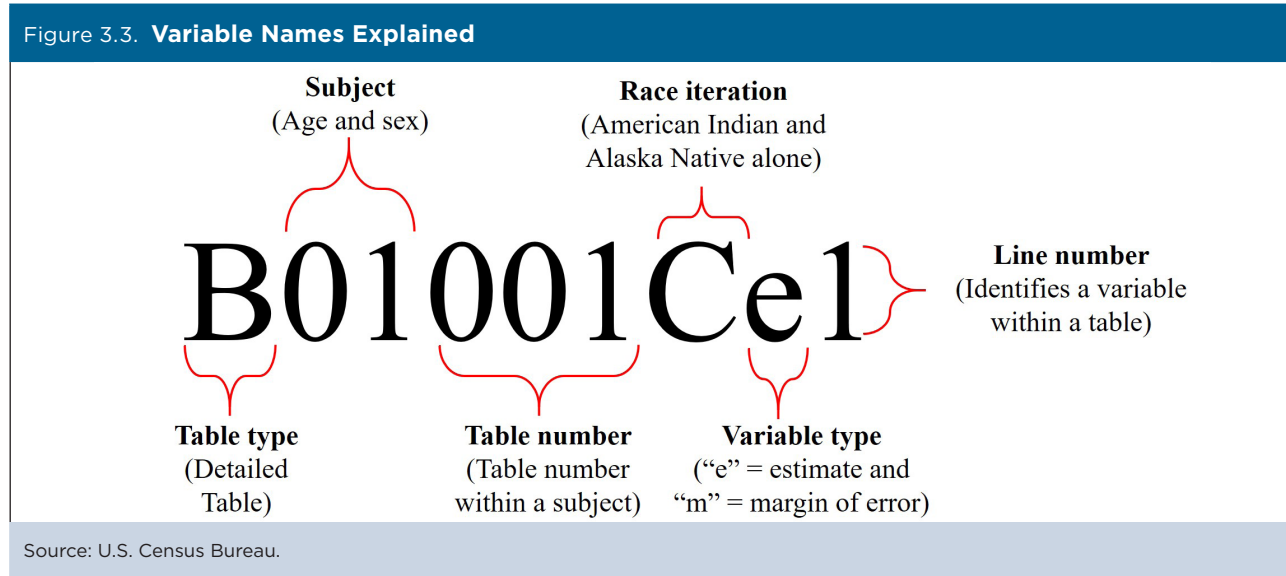 Figure 3.3. Variable Names Explained
Subject
(Age and sex)
Race iteration
(American Indian and
Alaska Native alone)
B01001Ce1
Line number
(Identifies a variable
within a table)
Table type
(Detailed
Table)
Table number
(Table number
within a subject)
Variable type
(“e” = estimate and
“m” = margin of error)
Source: U.S. Census Bureau.